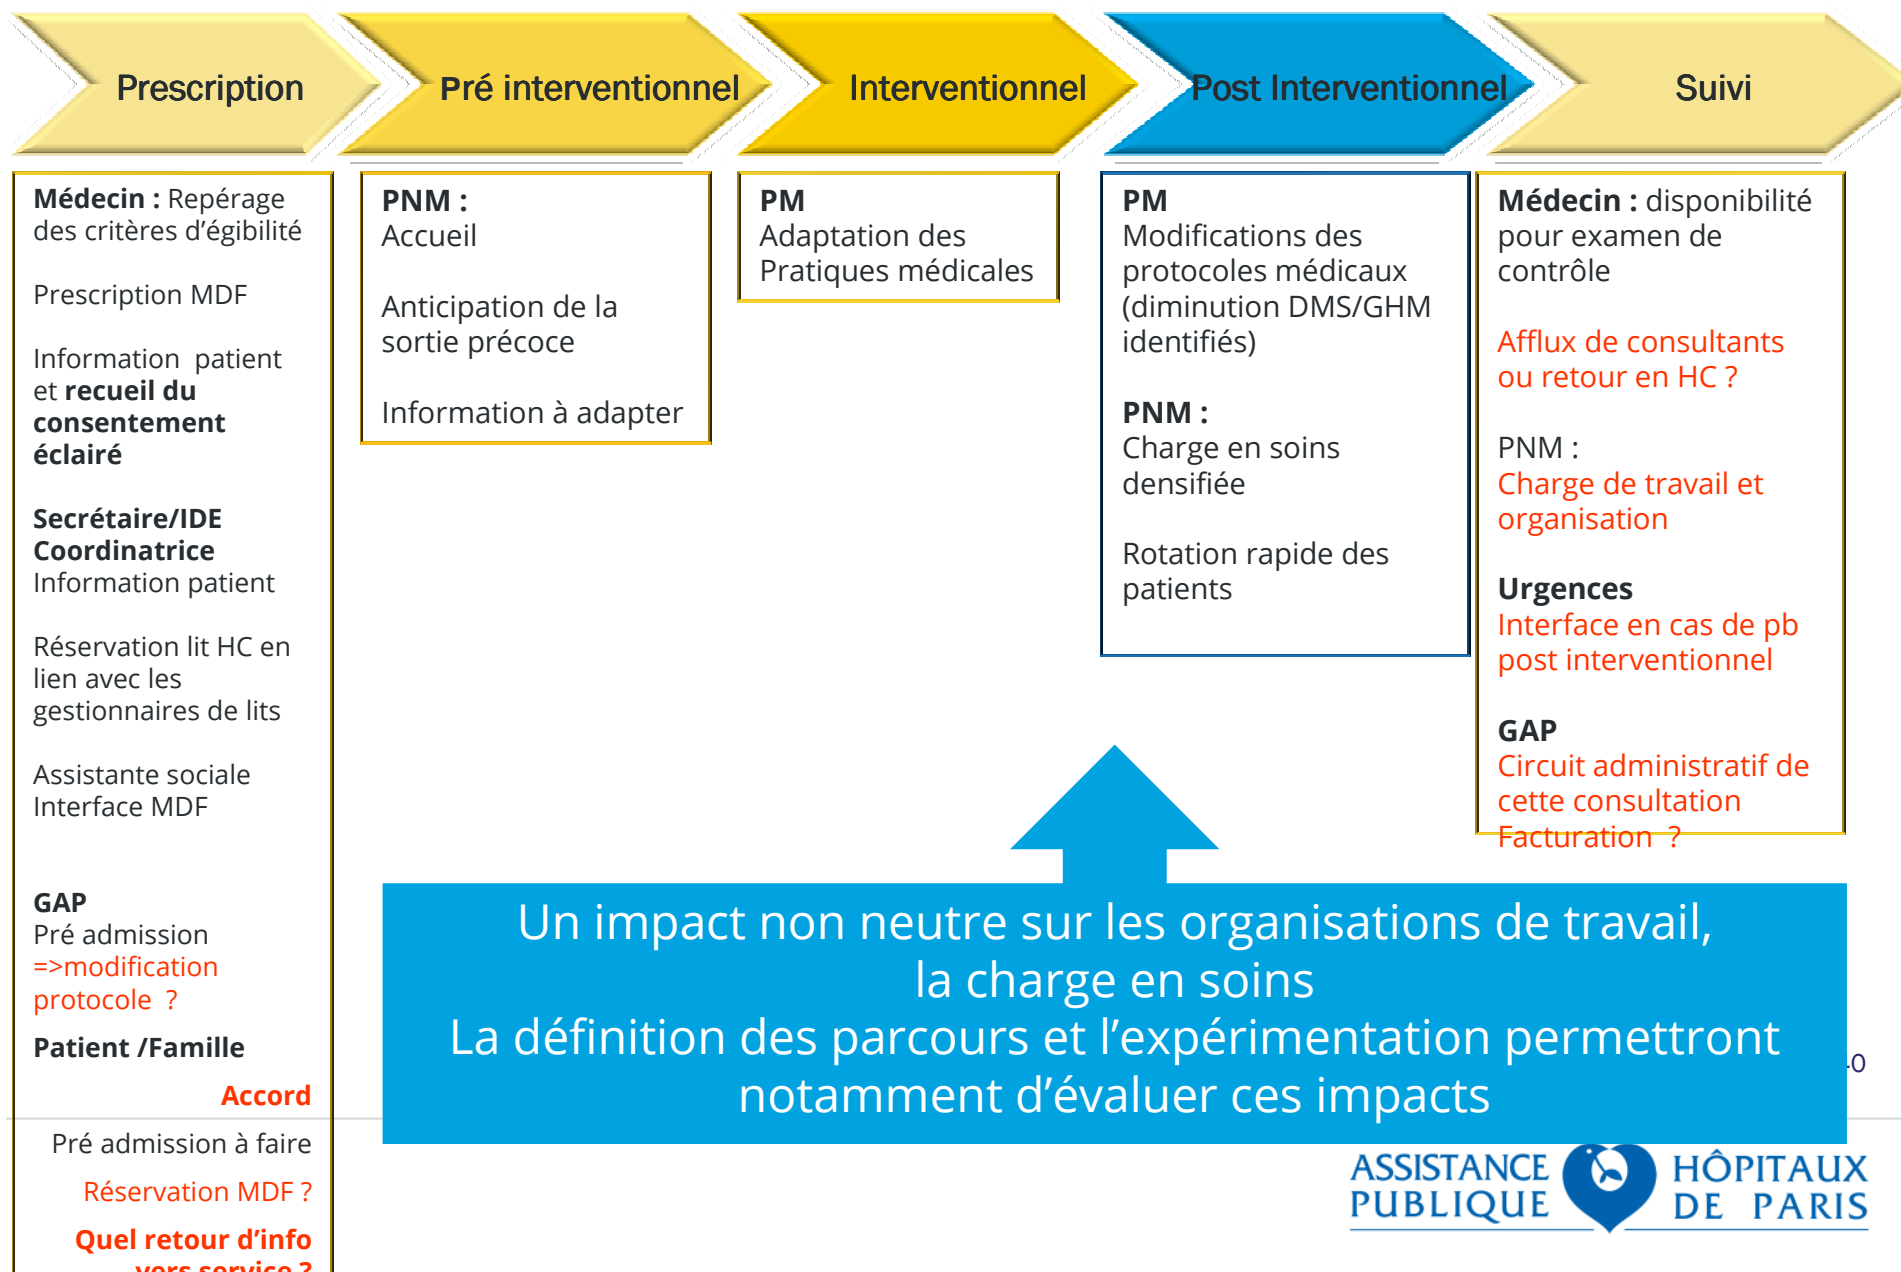 Prescription
Pré interventionnel
Interventionnel
Post Interventionnel
Suivi
Médecin : Repérage
des critères d’égibilité
Prescription MDF
Information patient
et recueil du
consentement
éclairé
Secrétaire/IDE
Coordinatrice
Information patient
Réservation lit HC en
lien avec les
gestionnaires de lits
Assistante sociale
Interface MDF
GAP
Pré admission
=>modification
protocole ?
Patient /Famille
Accord
Pré admission à faire
Réservation MDF ?
Quel retour d’info
vers service ?
PNM :
Accueil
Anticipation de la
sortie précoce
Information à adapter
PM
Adaptation des
Pratiques médicales
PM
Modifications des
protocoles médicaux
(diminution DMS/GHM
identifiés)
PNM :
Charge en soins
densifiée
Rotation rapide des
patients
Médecin : disponibilité
pour examen de
contrôle
Afflux de consultants
ou retour en HC ?
PNM :
Charge de travail et
organisation
Urgences
Interface en cas de pb
post interventionnel
GAP
Circuit administratif de
cette consultation
Facturation ?
Un impact non neutre sur les organisations de travail,
la charge en soins
La définition des parcours et l’expérimentation permettront
notamment d’évaluer ces impacts
ASSISTANCE
PUBLIQUE
HÔPITAUX
DE PARIS